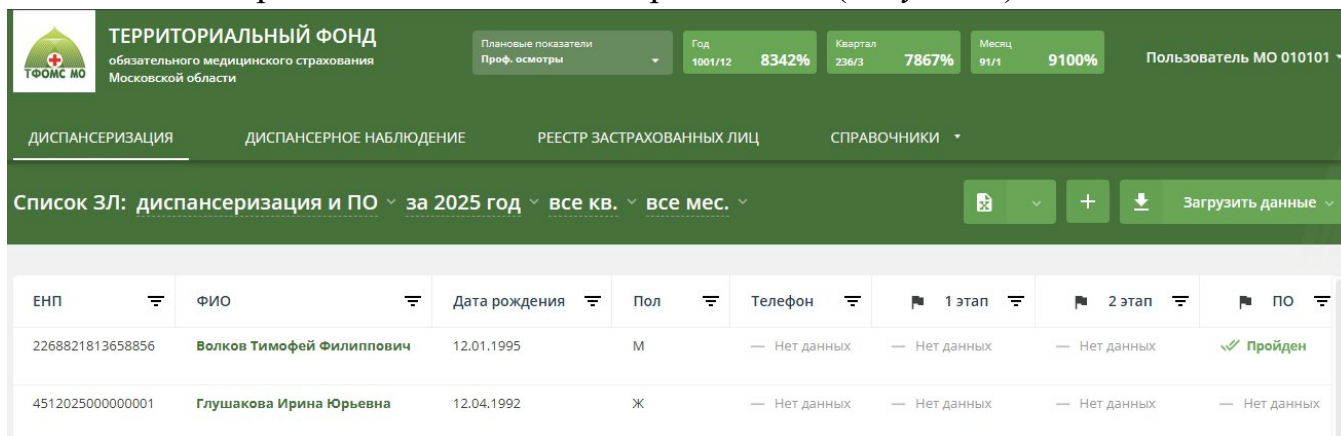 ТЕРРИТОРИАЛЬНЫЙ ФОНД
обязательного медицинского страхования
Московской области
ТФОМС МО
Плановые показатели
Проф. осмотры
Год
1001/12 8342%
Квартал
236/3 7867%
Месяц
91/1 9100%
Пользователь МО 010101
ДИСПАНСЕРИЗАЦИЯ ДИСПАНСЕРНОЕ НАБЛЮДЕНИЕ РЕЕСТР ЗАСТРАХОВАННЫХ ЛИЦ СПРАВОЧНИКИ
Список ЗЛ: диспансеризация и ПО за 2025 год все кв. все мес. + Загрузить данные
ЕНП ФИО Дата рождения Пол Телефон 1 этап 2 этап ПО
2268821813658856 Волков Тимофей Филиппович 12.01.1995 М — Нет данных — Нет данных — Нет данных Пройден
4512025000000001 Глушакова Ирина Юрьевна 12.04.1992 Ж — Нет данных — Нет данных — Нет данных — Нет данных